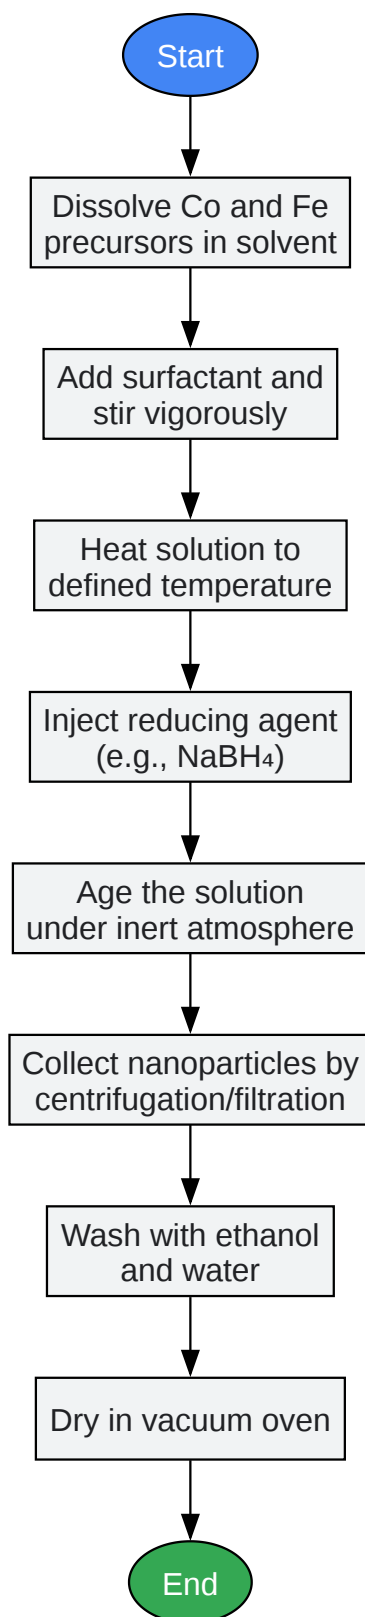 Start
Dissolve Co and Fe
precursors in solvent
Add surfactant and
stir vigorously
Heat solution to
defined temperature
Inject reducing agent
(e.g., NaBH₄)
Age the solution
under inert atmosphere
Collect nanoparticles by
centrifugation/filtration
Wash with ethanol
and water
Dry in vacuum oven
End